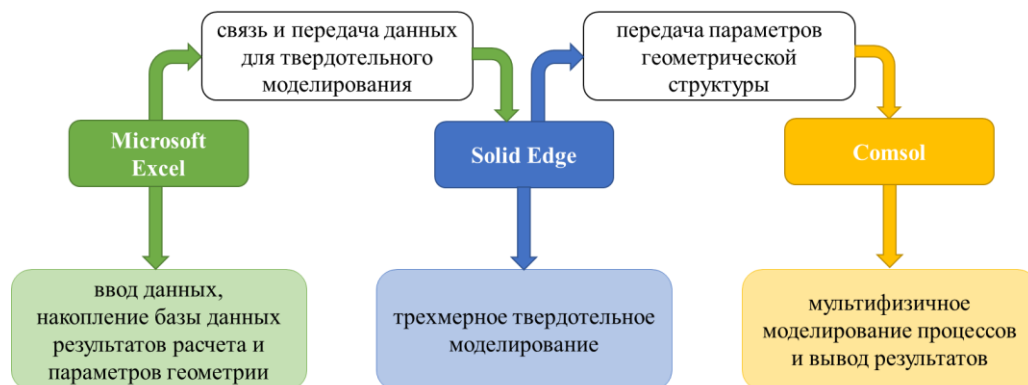 связь и передача данных
для твердотельного
моделирования
передача параметров
геометрической
структуры
Microsoft
Excel
Solid Edge
Comsol
ввод данных,
накопление базы данных
результатов расчета и
параметров геометрии
трехмерное твердотельное
моделирование
мультифизичное
моделирование процессов
и вывод результатов